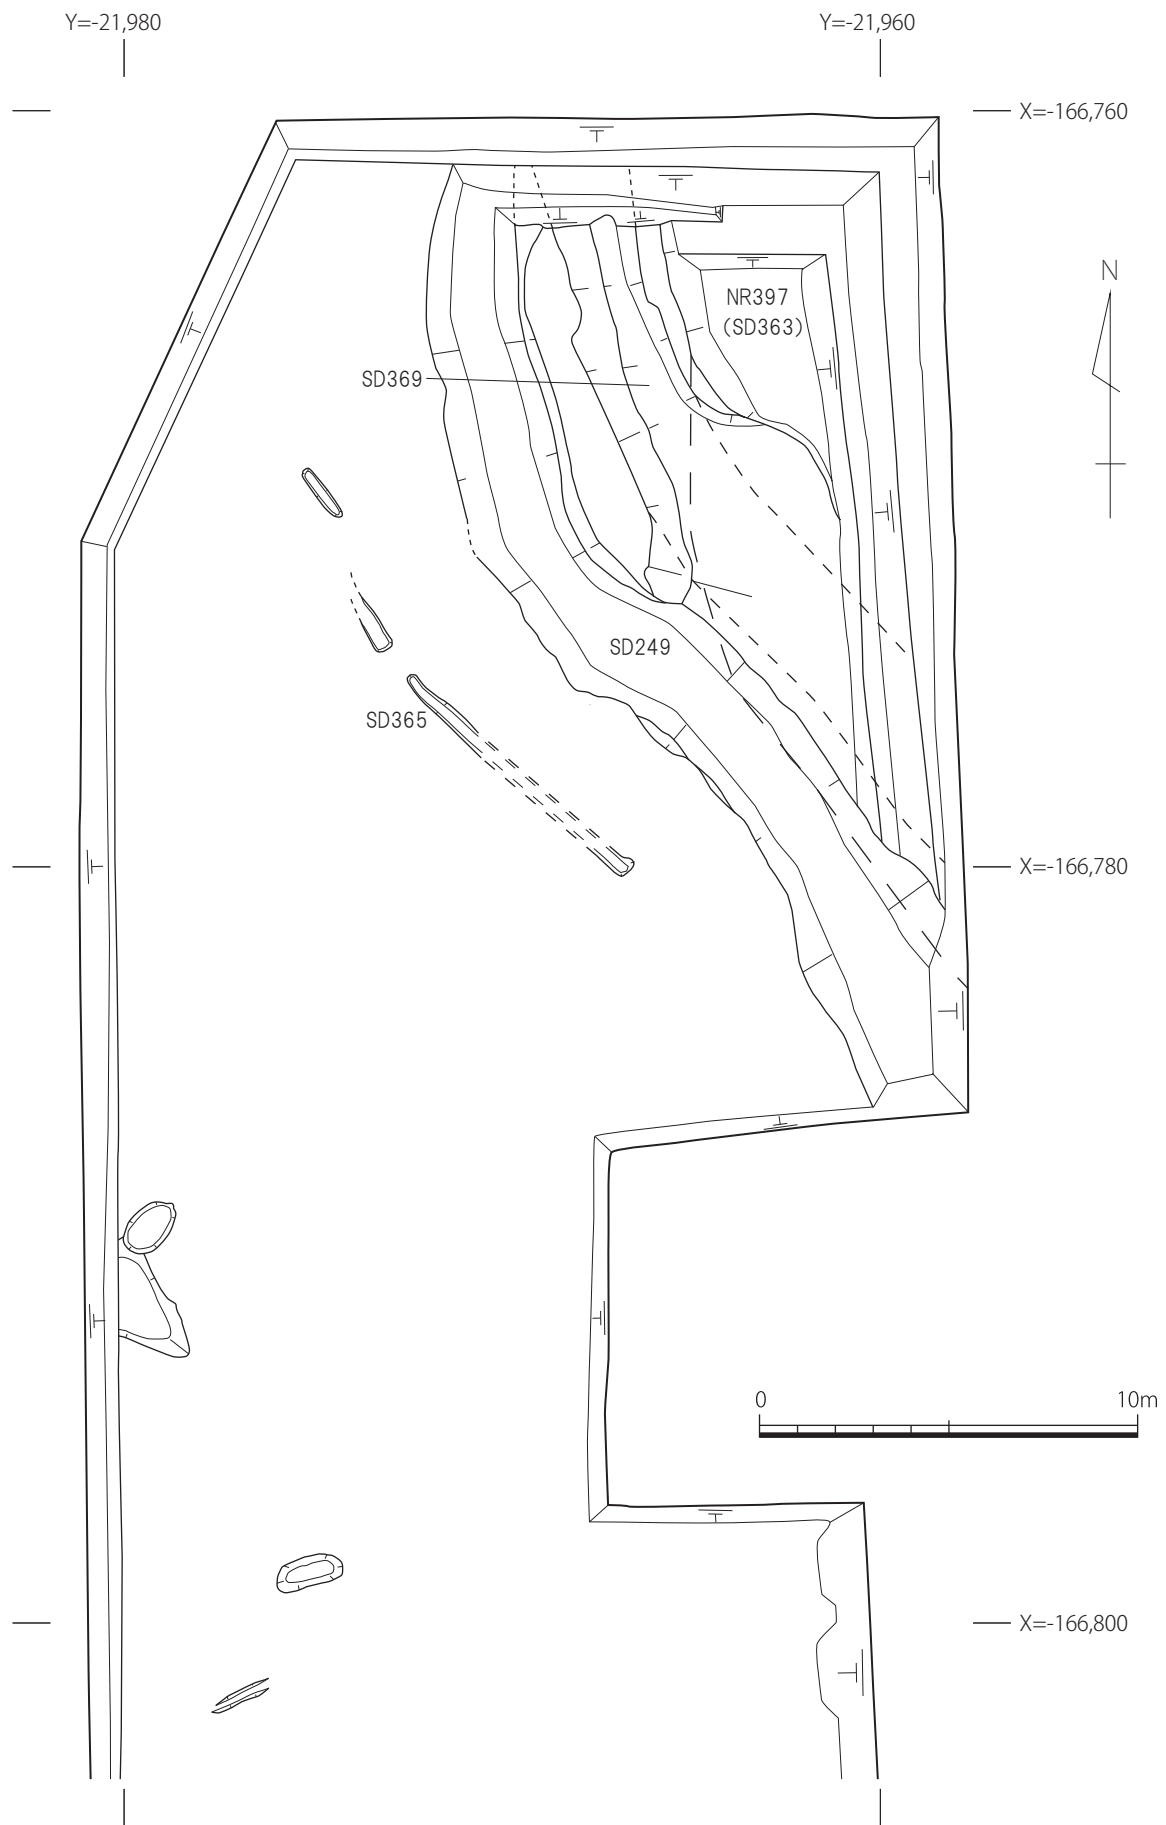 Y=-21,980
Y=-21,960
X=-166,760
N
NR397
(SD363)
SD369
SD249
SD365
X=-166,780
0
10m
X=-166,800